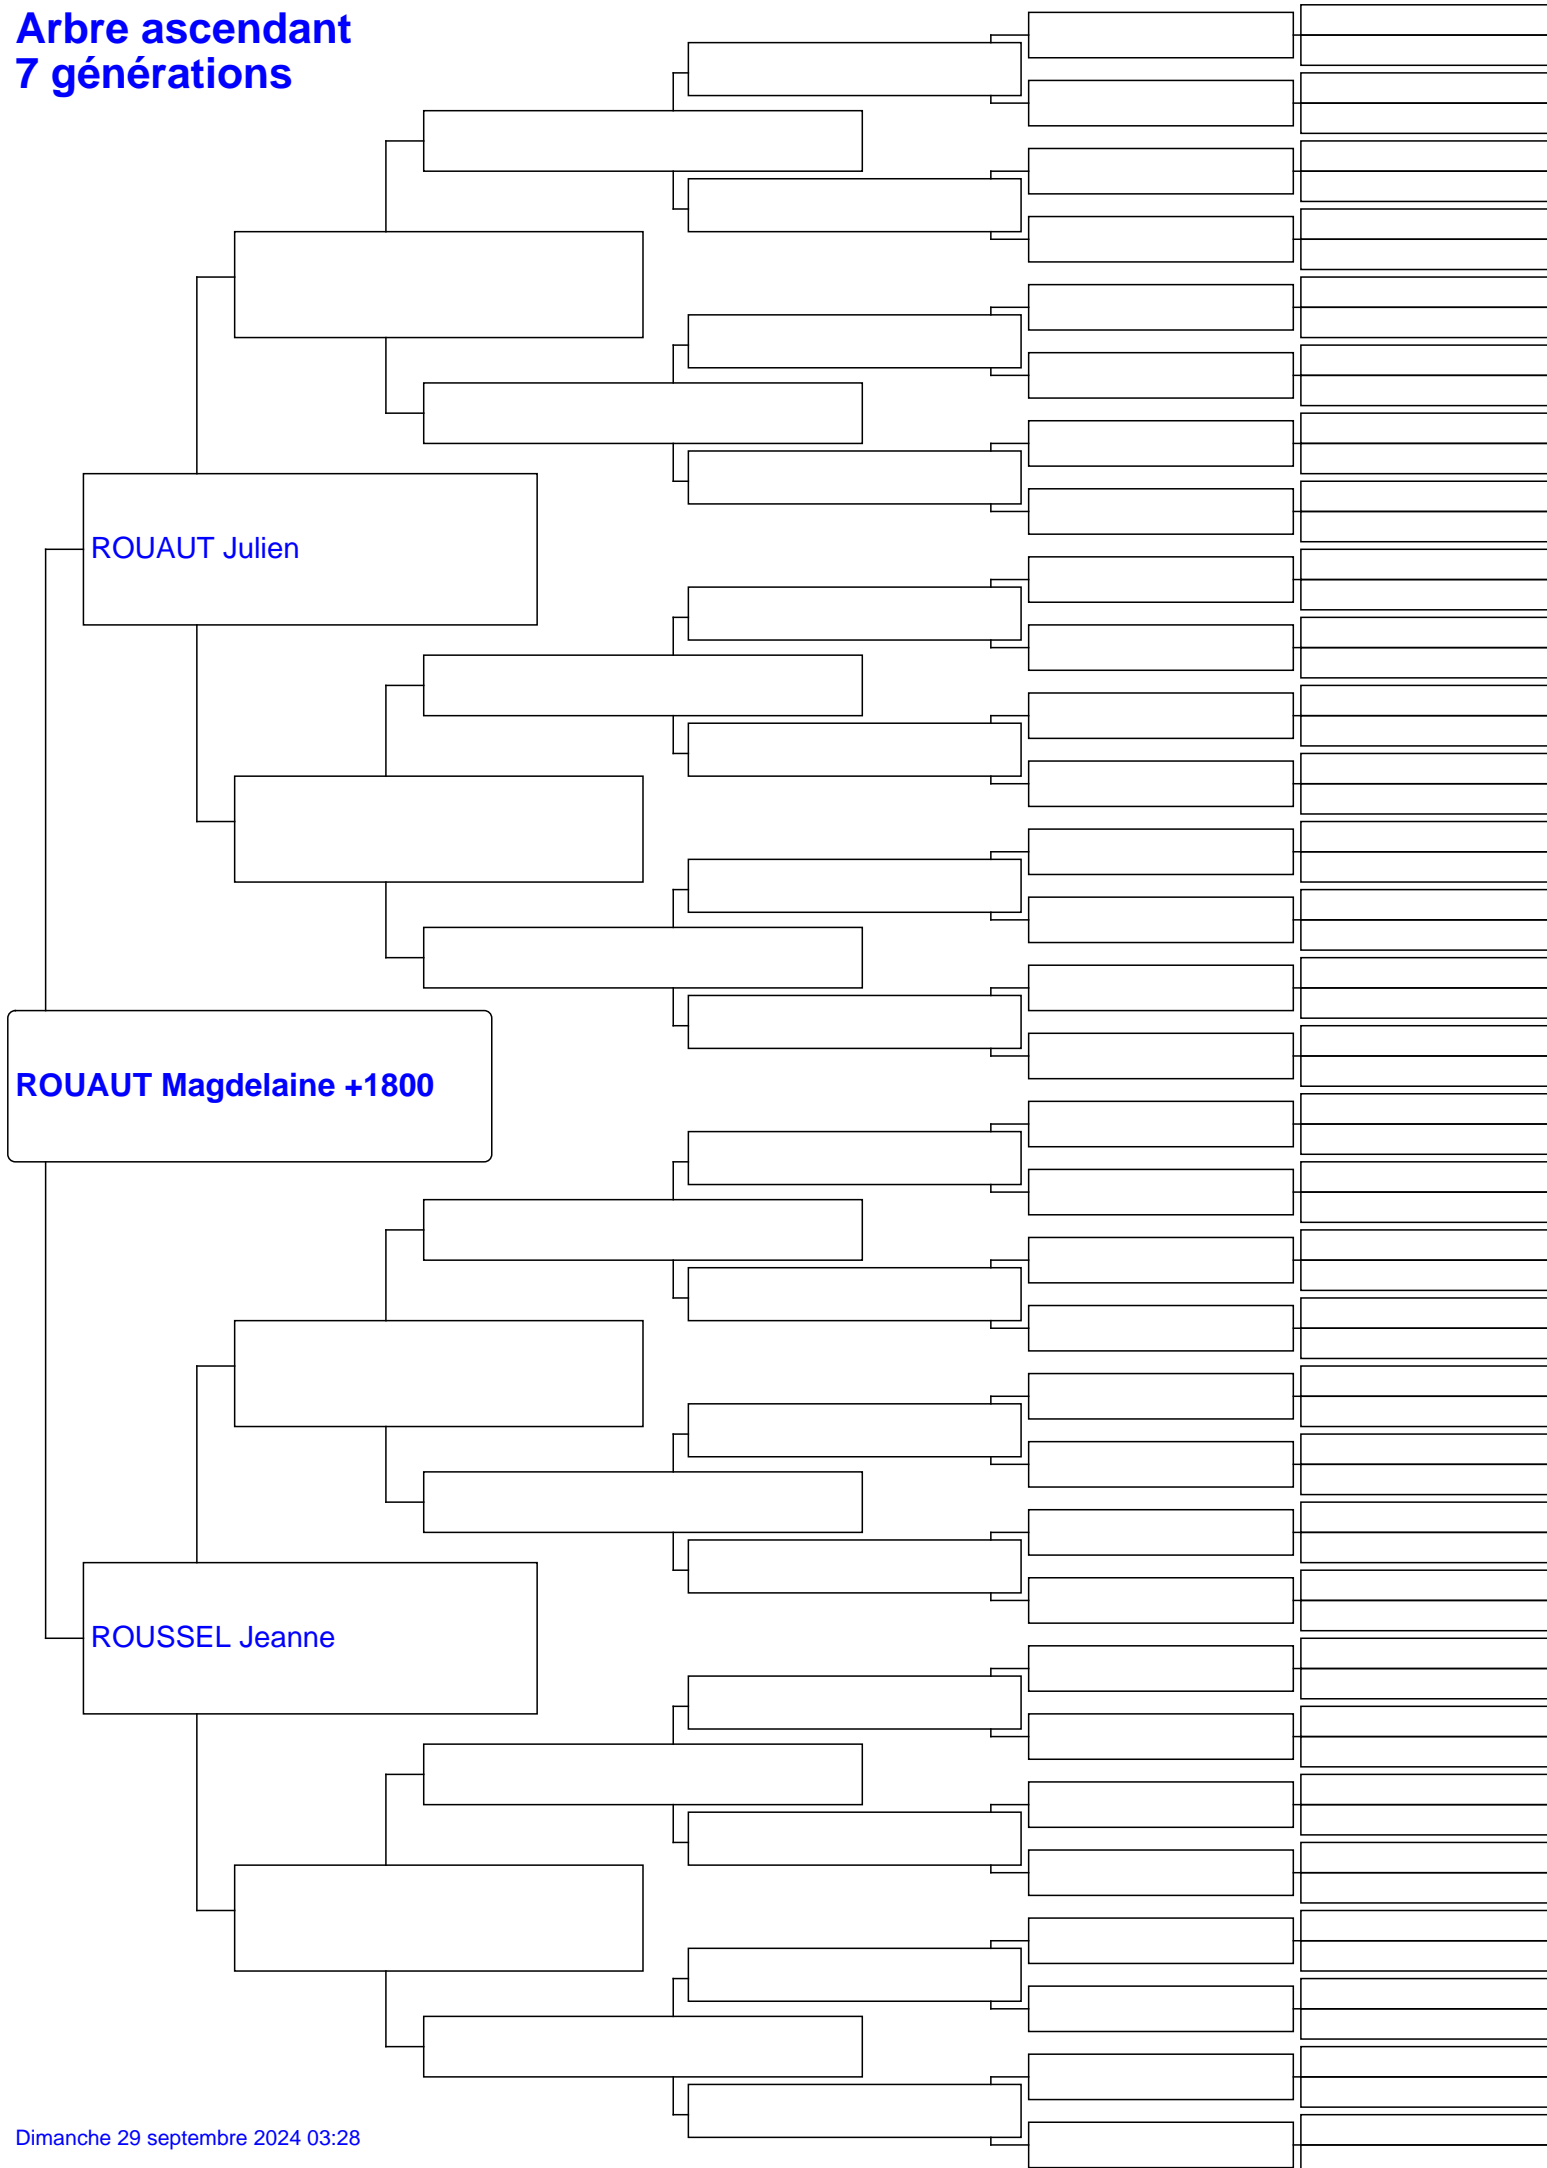 Arbre ascendant
7 générations
ROUAUT Julien
ROUAUT Magdelaine +1800
ROUSSEL Jeanne
Dimanche 29 septembre 2024 03:28